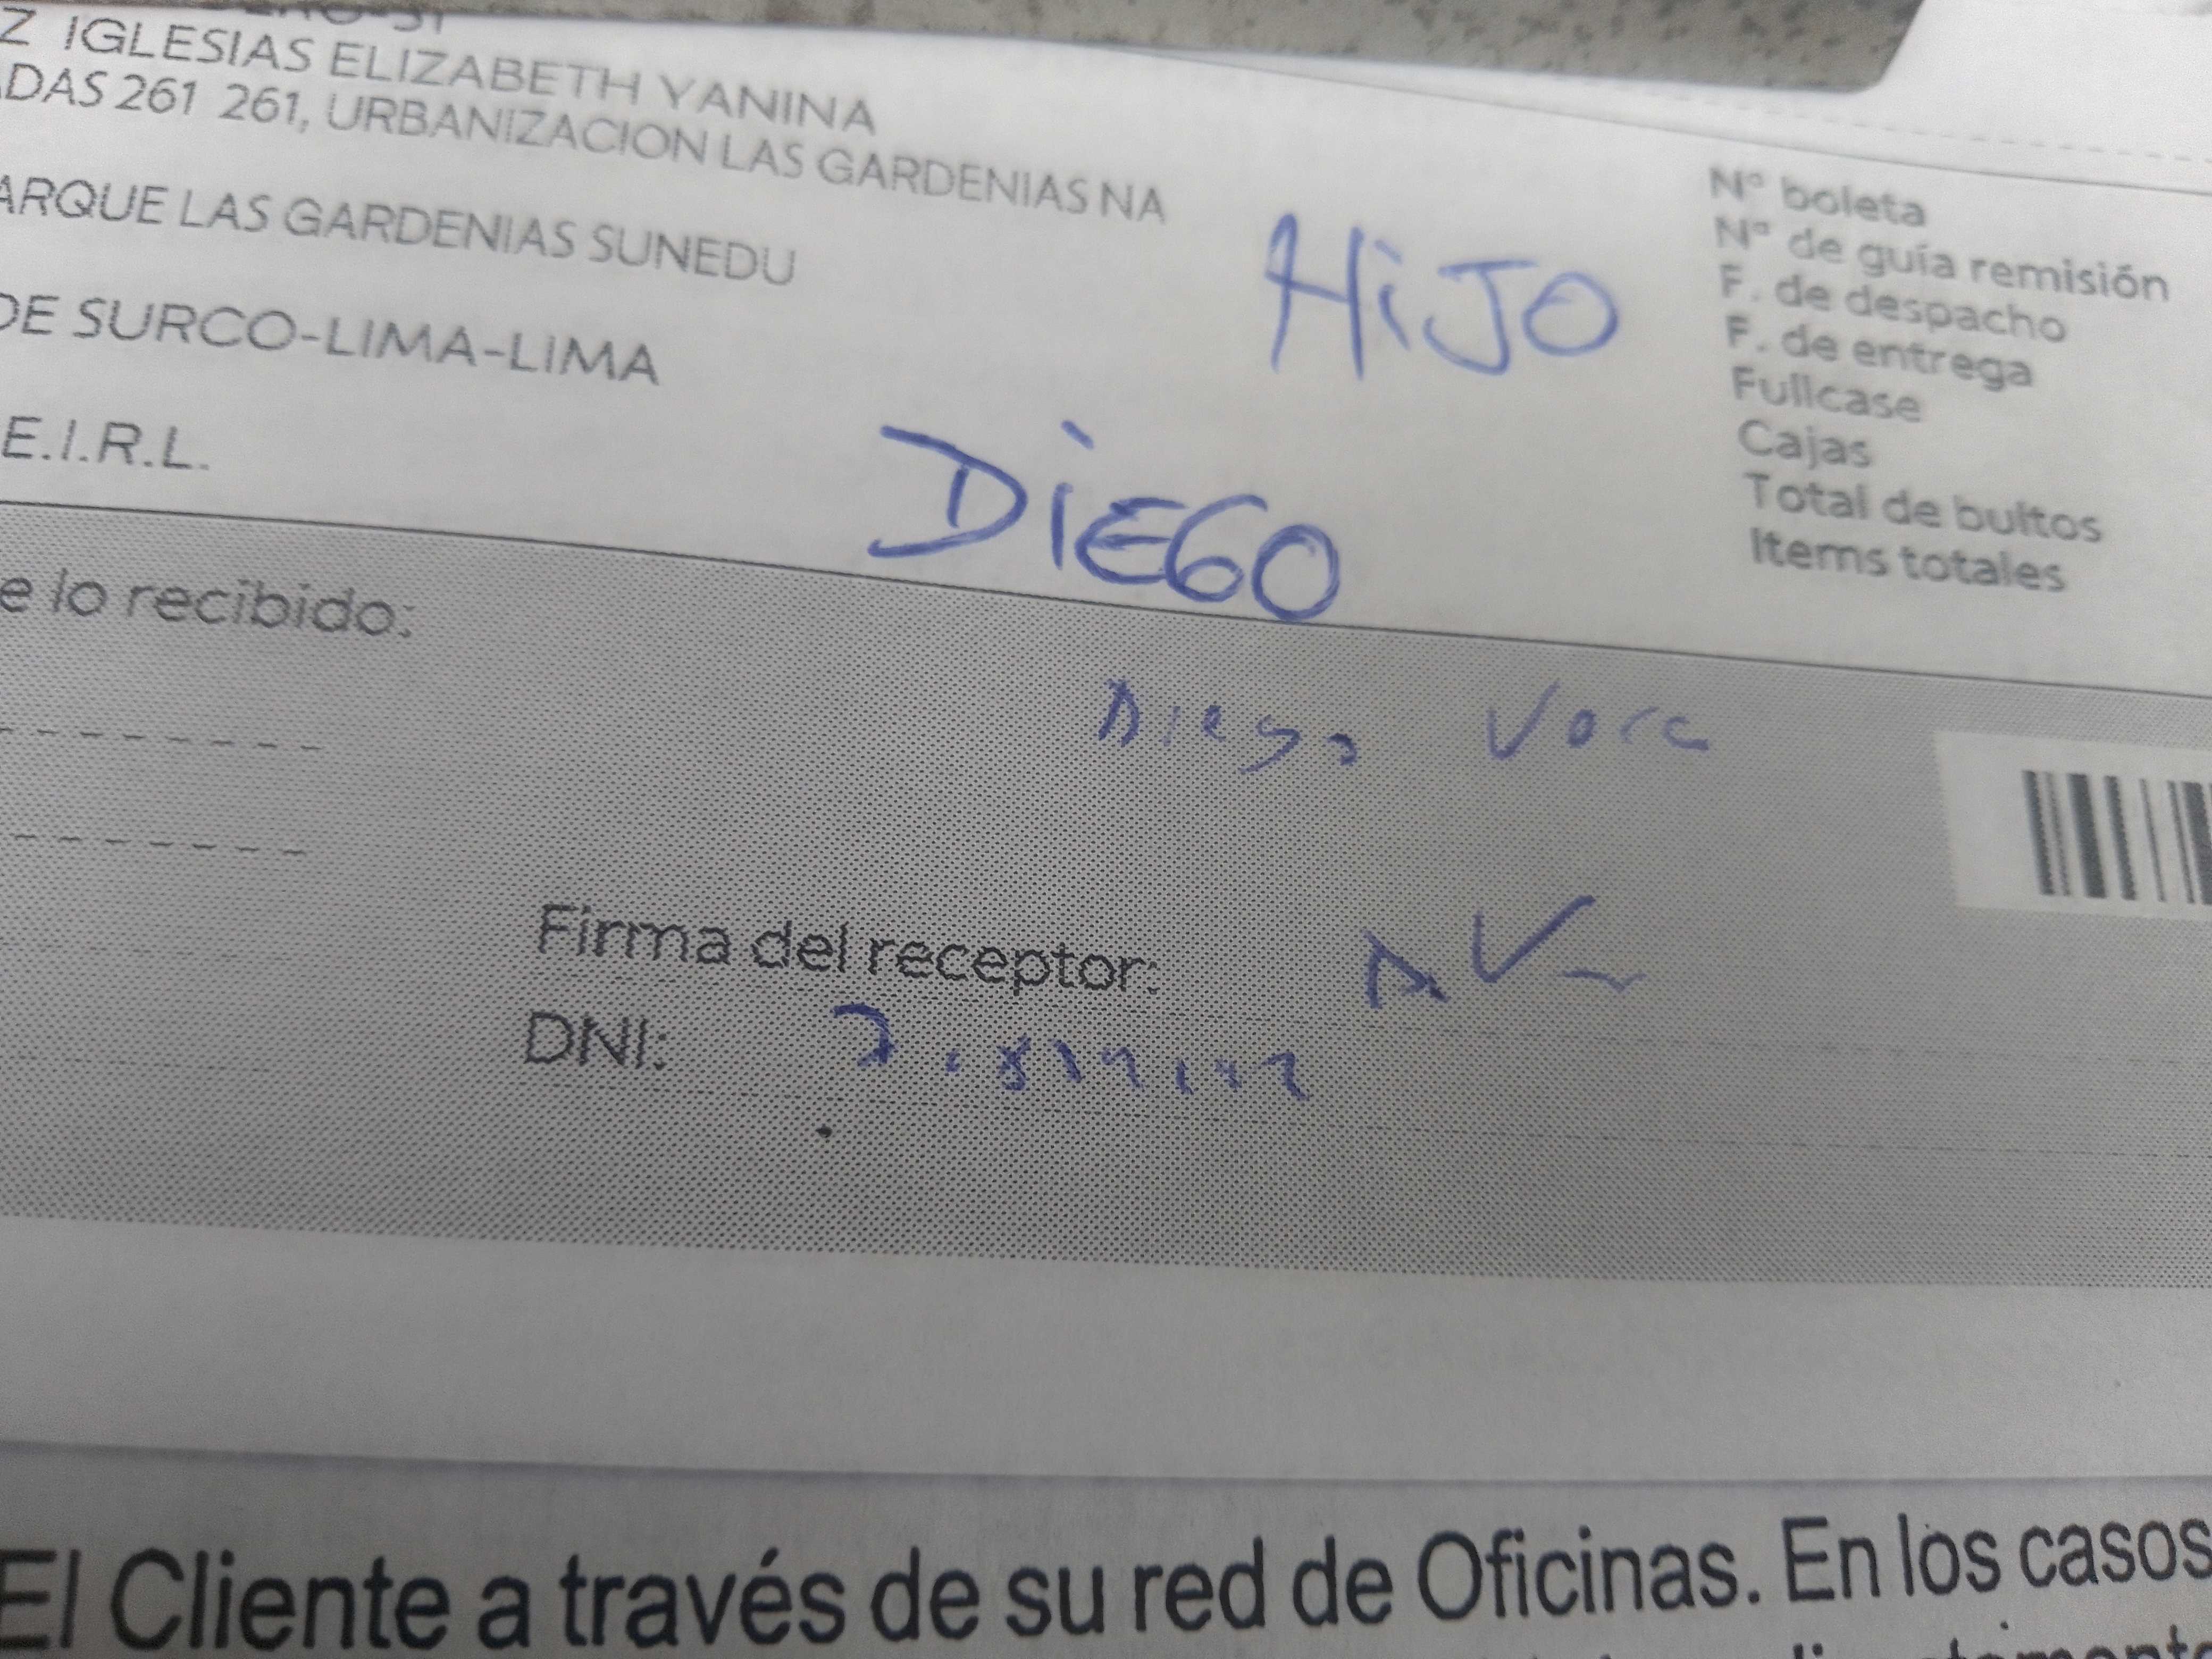 Z IGLESIAS ELIZABETH YANINA
ADAS 261 261, URBANIZACION LAS GARDENIAS NA
ARQUE LAS GARDENIAS SUNEDU
DE SURCO-LIMA-LIMA
E.I.R.L.
HiJO
DiEGO
Nº boleta
Nº de guía remisión
F. de despacho
F. de entrega
Fullcase
Cajas
Total de bultos
Items totales
e lo recibido:
Diego
Firma del receptor:
DNI:
El Cliente a través de su red de Oficinas. En los casos